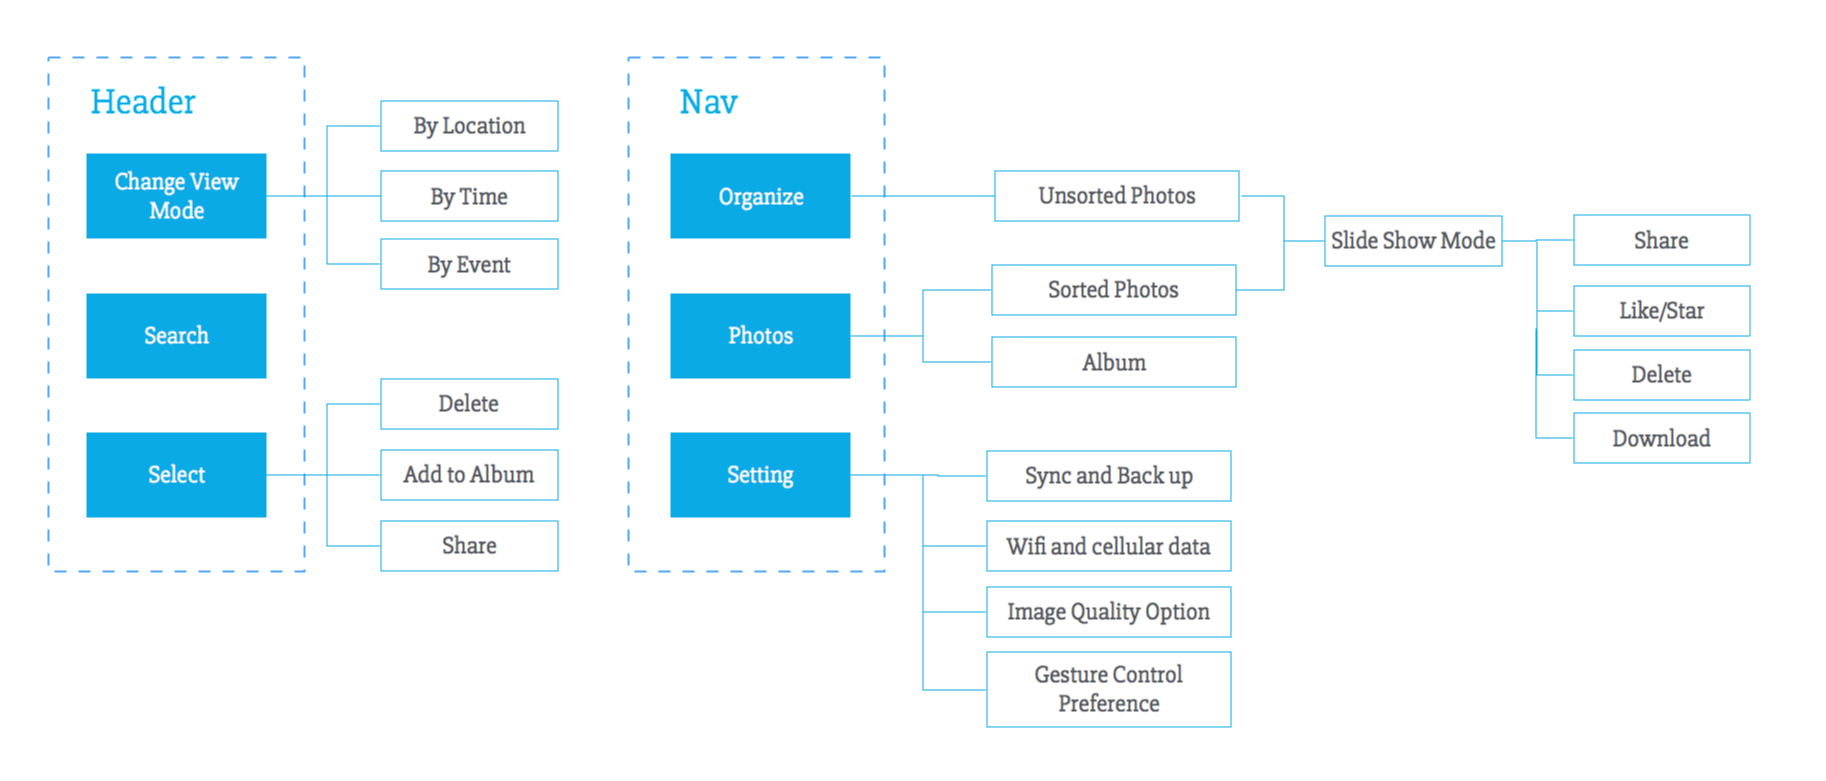 Header
Change View
Mode
Search
Select
By Location
By Time
By Event
Delete
Add to Album
Share
Nav
Organize
Photos
Setting
Unsorted Photos
Sorted Photos
Album
Sync and Back up
Wifi and cellular data
Image Quality Option
Gesture Control
Preference
Slide Show Mode
Share
Like/Star
Delete
Download